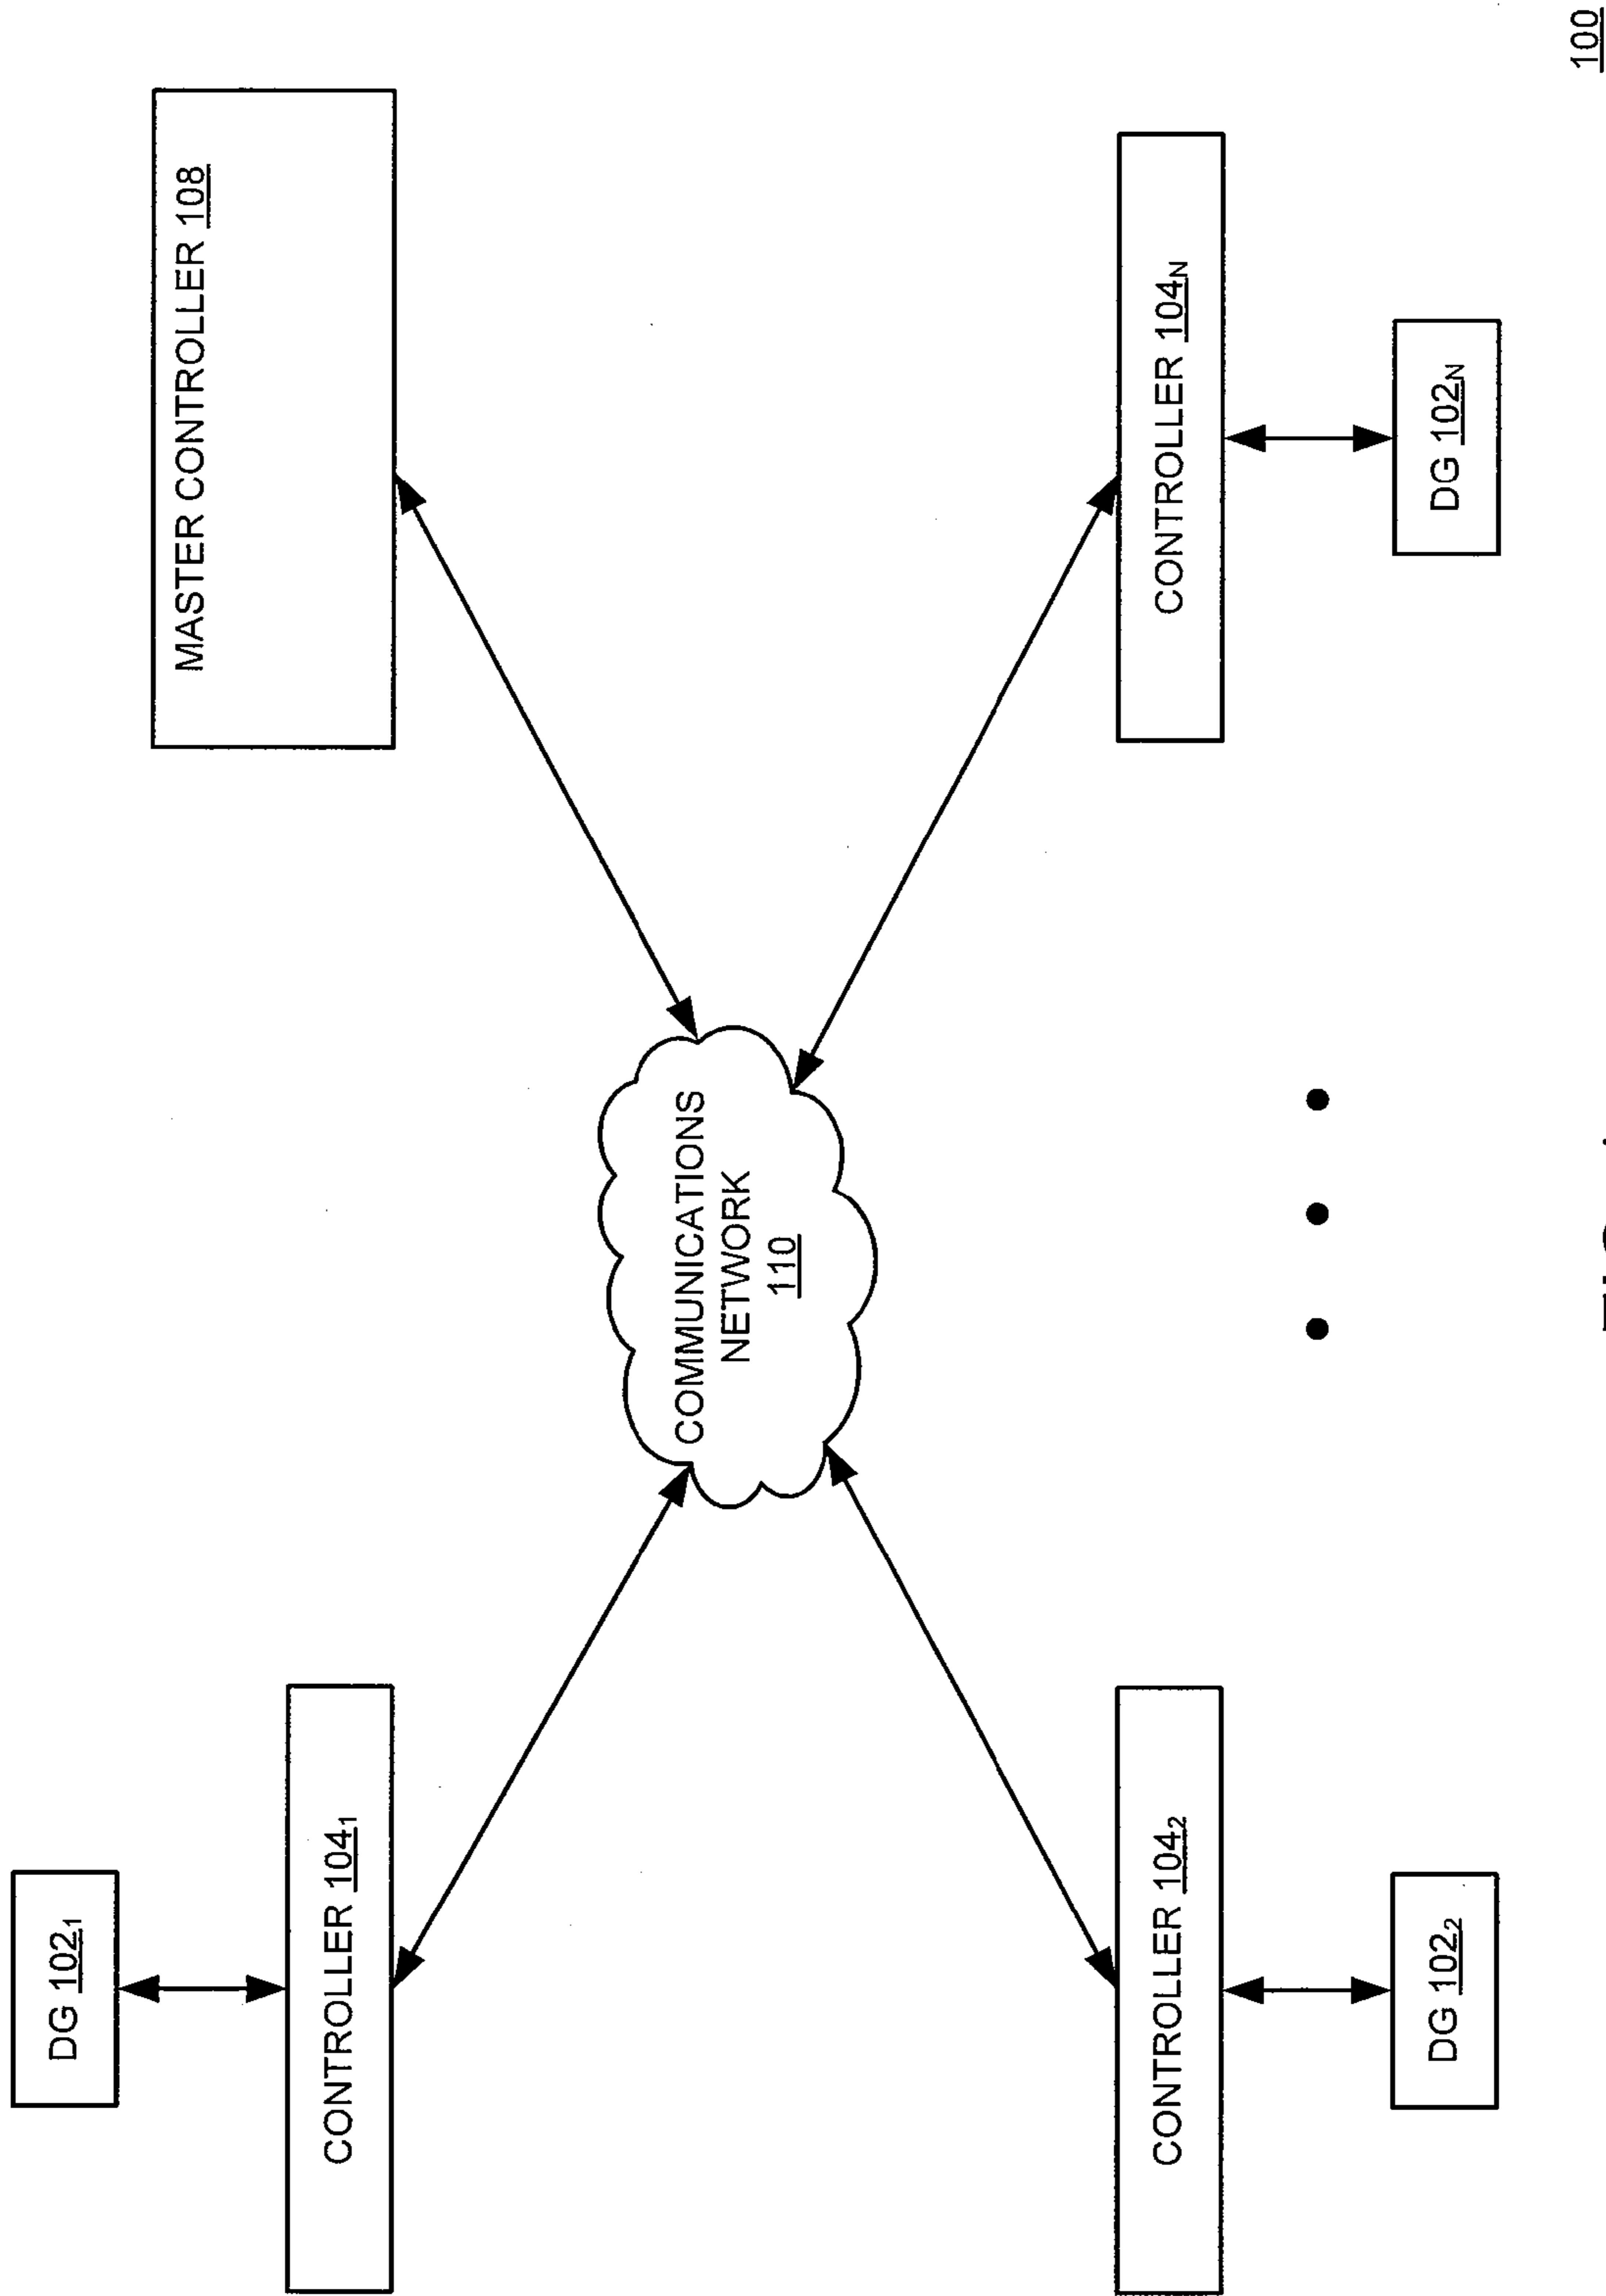 DG 102₁
CONTROLLER 104₁
MASTER CONTROLLER 108
COMMUNICATIONS
NETWORK
110
CONTROLLER 104₂
DG 102₂
CONTROLLER 104N
DG 102N
100